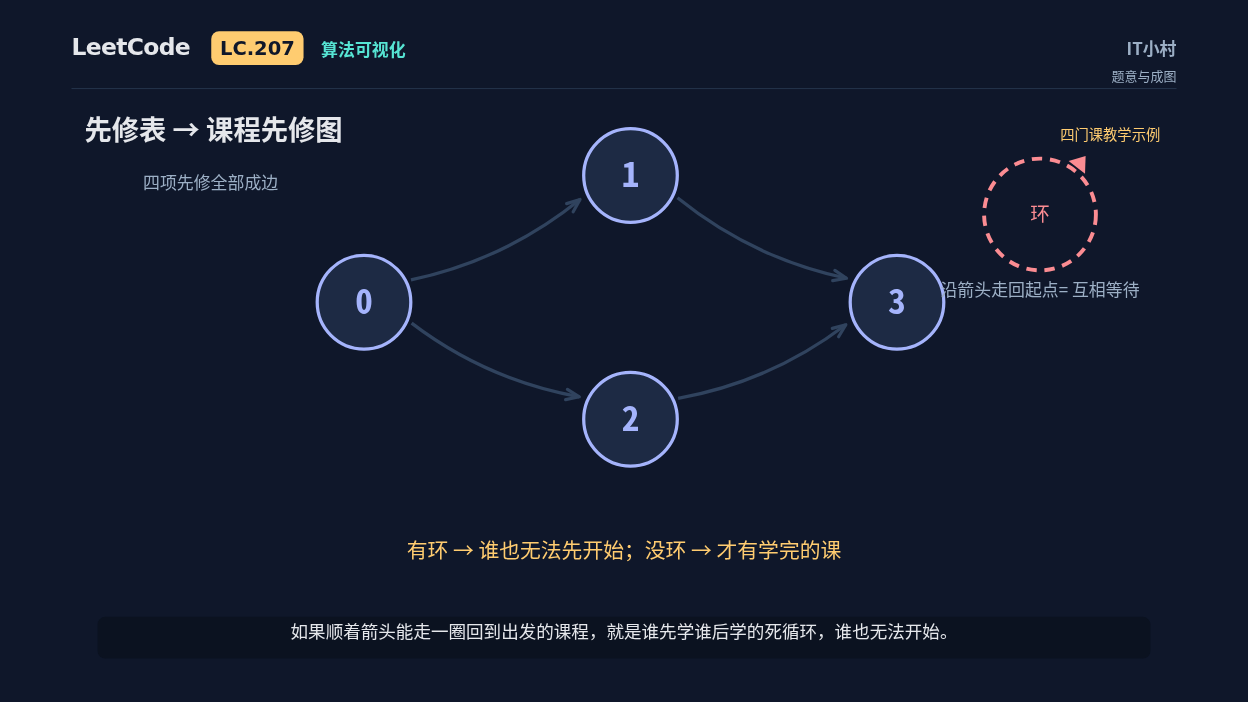 LeetCode LC.207 算法可视化
IT小村
题意与成图
先修表 → 课程先修图
四项先修全部成边
四门课教学示例
环
沿箭头走回起点= 互相等待
1
0
3
2
有环 → 谁也无法先开始；没环 → 才有学完的课
如果顺着箭头能走一圈回到出发的课程，就是谁先学谁后学的死循环，谁也无法开始。